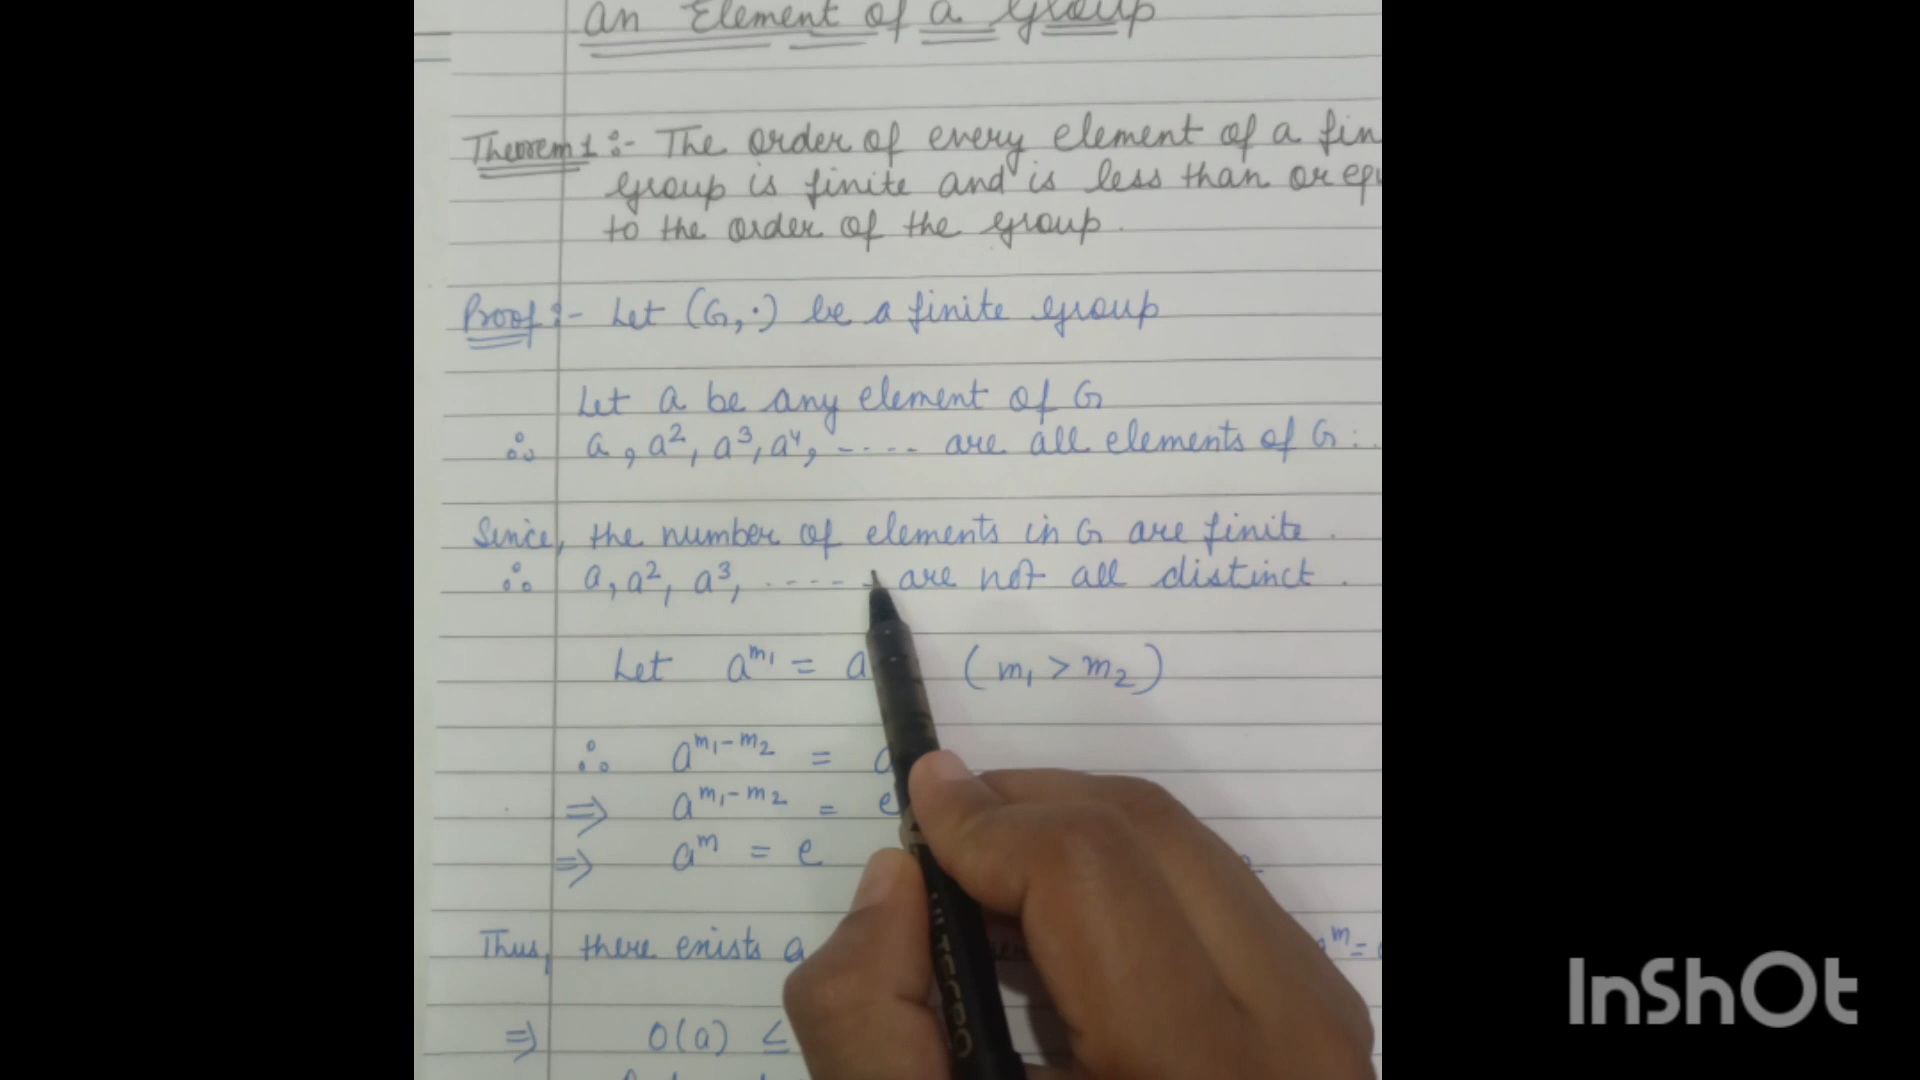 an Element of a Group
Theorem 1 :- The order of every element of a fin
group is finite and is less than or equ
to the order of the group.
Proof :- Let (G, ·) be a finite group
Let a be any element of G
∴ a, a², a³, a⁴, ----- are all elements of G.
Since, the number of elements in G are finite.
∴ a, a², a³, ------ are not all distinct.
Let a^m₁ = a (m₁ > m₂)
∴ a^m₁-m₂ =
⇒ a^m₁-m₂ = e
⇒ a^m = e
Thus, there exists a a^m =
⇒ O(a) ≤
InShOt